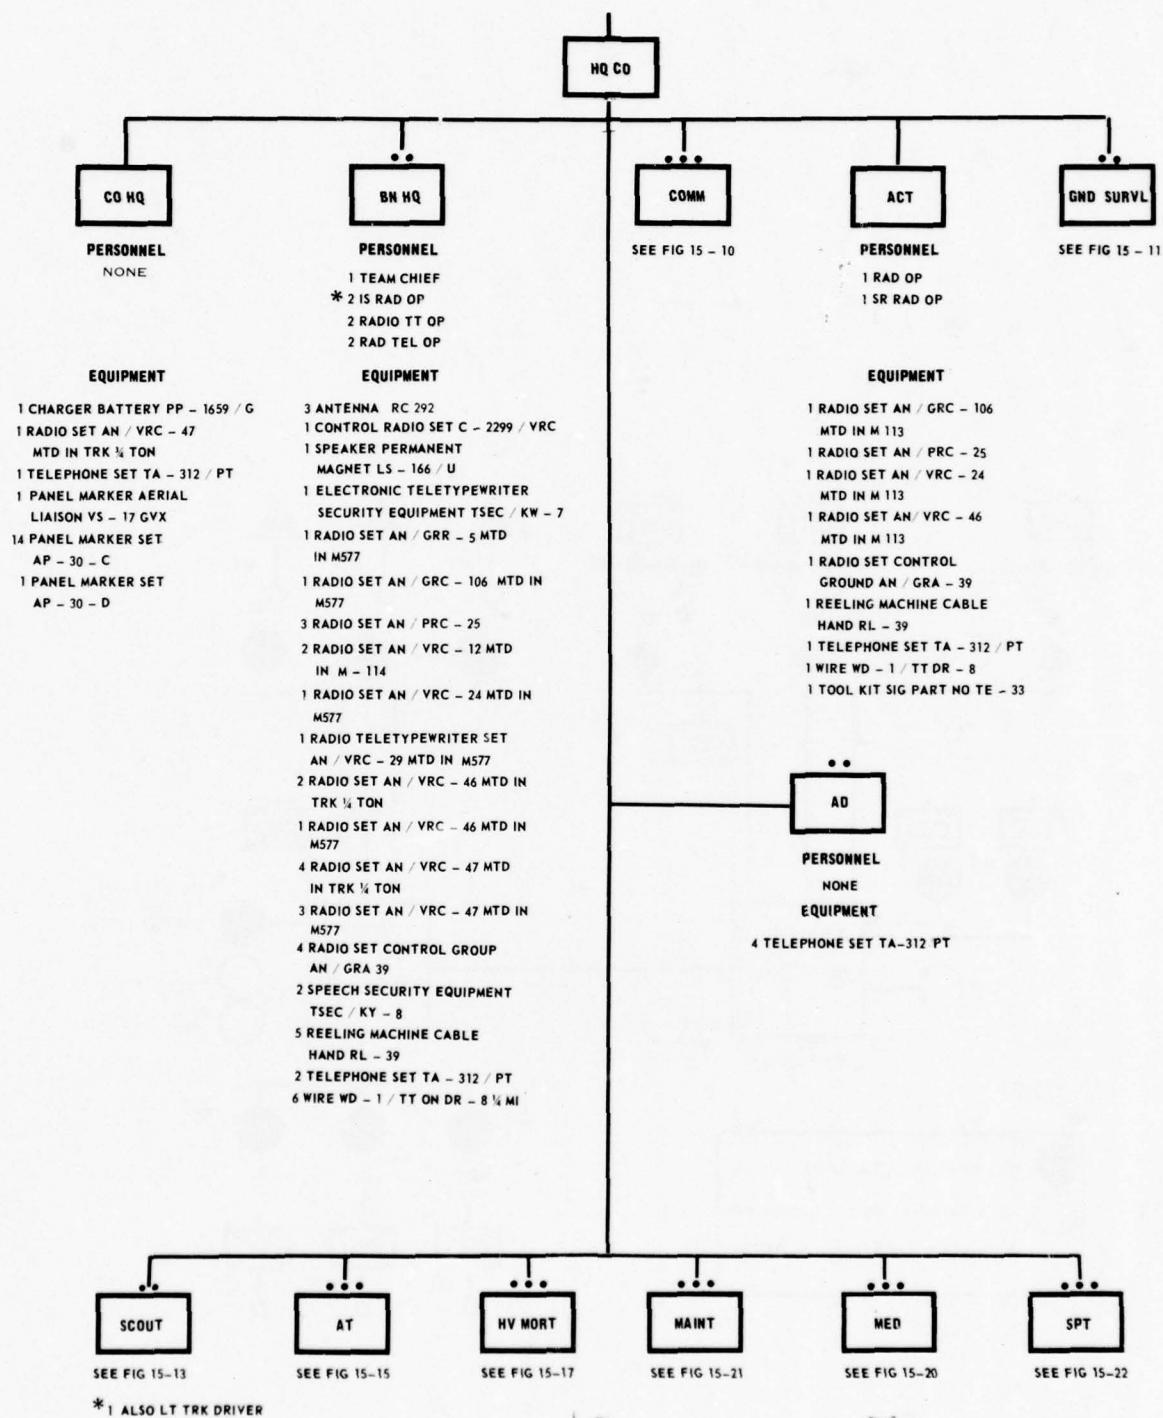 HQ CO
CO HQ
PERSONNEL
NONE
EQUIPMENT
1 CHARGER BATTERY PP - 1659 / G
1 RADIO SET AN / VRC - 47
MTD IN TRK ¼ TON
1 TELEPHONE SET TA - 312 / PT
1 PANEL MARKER AERIAL
LIAISON VS - 17 GVX
14 PANEL MARKER SET
AP - 30 - C
1 PANEL MARKER SET
AP - 30 - D
BN HQ
PERSONNEL
1 TEAM CHIEF
* 2 IS RAD OP
2 RADIO TT OP
2 RAD TEL OP
EQUIPMENT
3 ANTENNA RC 292
1 CONTROL RADIO SET C - 2299 / VRC
1 SPEAKER PERMANENT
MAGNET LS - 166 / U
1 ELECTRONIC TELETYPEWRITER
SECURITY EQUIPMENT TSEC / KW - 7
1 RADIO SET AN / GRR - 5 MTD
IN M577
1 RADIO SET AN / GRC - 106 MTD IN
M577
3 RADIO SET AN / PRC - 25
2 RADIO SET AN / VRC - 12 MTD
IN M - 114
1 RADIO SET AN / VRC - 24 MTD IN
M577
1 RADIO TELETYPEWRITER SET
AN / VRC - 29 MTD IN M577
2 RADIO SET AN / VRC - 46 MTD IN
TRK ¼ TON
1 RADIO SET AN / VRC - 46 MTD IN
M577
4 RADIO SET AN / VRC - 47 MTD
IN TRK ¼ TON
3 RADIO SET AN / VRC - 47 MTD IN
M577
4 RADIO SET CONTROL GROUP
AN / GRA 39
2 SPEECH SECURITY EQUIPMENT
TSEC / KY - 8
5 REELING MACHINE CABLE
HAND RL - 39
2 TELEPHONE SET TA - 312 / PT
6 WIRE WD - 1 / TT ON DR - 8 ¼ MI
COMM
SEE FIG 15 - 10
ACT
PERSONNEL
1 RAD OP
1 SR RAD OP
EQUIPMENT
1 RADIO SET AN / GRC - 106
MTD IN M 113
1 RADIO SET AN / PRC - 25
1 RADIO SET AN / VRC - 24
MTD IN M 113
1 RADIO SET AN / VRC - 46
MTD IN M 113
1 RADIO SET CONTROL
GROUND AN / GRA - 39
1 REELING MACHINE CABLE
HAND RL - 39
1 TELEPHONE SET TA - 312 / PT
1 WIRE WD - 1 / TT DR - 8
1 TOOL KIT SIG PART NO TE - 33
GND SURVL
SEE FIG 15 - 11
AD
PERSONNEL
NONE
EQUIPMENT
4 TELEPHONE SET TA-312 PT
SCOUT
SEE FIG 15-13
AT
SEE FIG 15-15
HV MORT
SEE FIG 15-17
MAINT
SEE FIG 15-21
MED
SEE FIG 15-20
SPT
SEE FIG 15-22
* 1 ALSO LT TRK DRIVER